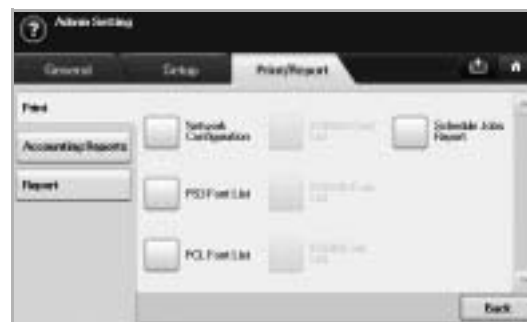 Admin Setting
General
Setup
Print/Report
Print
Accounting Reports
Report
Network
Configuration
Schedule Jobs
Report
PS3 Font List
PCL Font List
Back